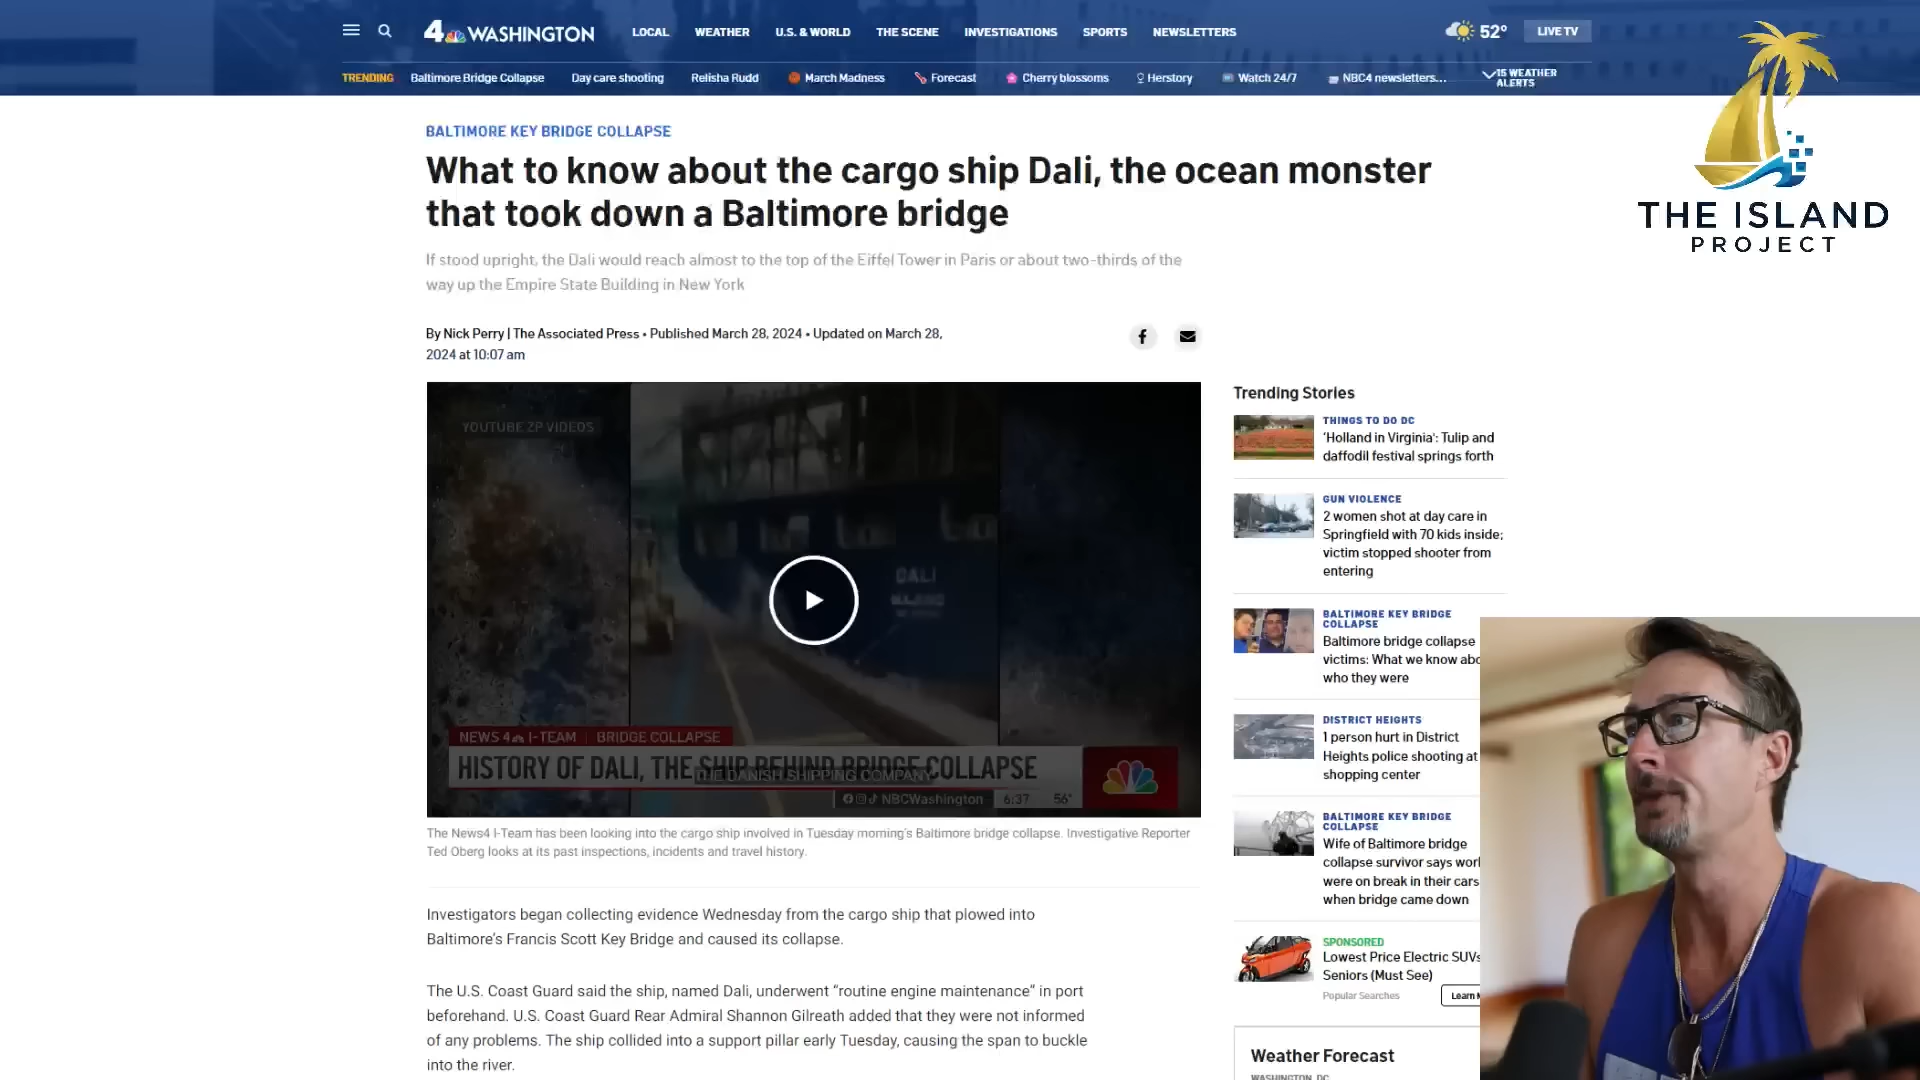 4 WASHINGTON
LOCAL WEATHER U.S. & WORLD THE SCENE INVESTIGATIONS SPORTS NEWSLETTERS
52° LIVE TV
TRENDING Baltimore Bridge Collapse Day care shooting Relisha Rudd March Madness Forecast Cherry blossoms Herstory Watch 24/7 NBC4 newsletters...
15 WEATHER
ALERTS
THE ISLAND
PROJECT
BALTIMORE KEY BRIDGE COLLAPSE
What to know about the cargo ship Dali, the ocean monster
that took down a Baltimore bridge
If stood upright, the Dali would reach almost to the top of the Eiffel Tower in Paris or about two-thirds of the
way up the Empire State Building in New York
By Nick Perry | The Associated Press • Published March 28, 2024 • Updated on March 28,
2024 at 10:07 am
YOUTUBE ZP VIDEOS
DALI
NEWS 4 I-TEAM | BRIDGE COLLAPSE
HISTORY OF DALI, THE SHIP BEHIND BRIDGE COLLAPSE
THE DANISH SHIPPING COMPANY
NBCWashington 6:37 56°
The News4 I-Team has been looking into the cargo ship involved in Tuesday morning's Baltimore bridge collapse. Investigative Reporter
Ted Oberg looks at its past inspections, incidents and travel history.
Investigators began collecting evidence Wednesday from the cargo ship that plowed into
Baltimore's Francis Scott Key Bridge and caused its collapse.
The U.S. Coast Guard said the ship, named Dali, underwent “routine engine maintenance” in port
beforehand. U.S. Coast Guard Rear Admiral Shannon Gilreath added that they were not informed
of any problems. The ship collided into a support pillar early Tuesday, causing the span to buckle
into the river.
Trending Stories
THINGS TO DO DC
'Holland in Virginia': Tulip and
daffodil festival springs forth
GUN VIOLENCE
2 women shot at day care in
Springfield with 70 kids inside;
victim stopped shooter from
entering
BALTIMORE KEY BRIDGE
COLLAPSE
Baltimore bridge collapse
victims: What we know
who they were
DISTRICT HEIGHTS
1 person hurt in District
Heights police shooting at
shopping center
BALTIMORE KEY BRIDGE
COLLAPSE
Wife of Baltimore bridge
collapse survivor says
were on break in their cars
when bridge came down
SPONSORED
Lowest Price Electric SUVs
Seniors (Must See)
Popular Searches
Learn
Weather Forecast
WASHINGTON, DC